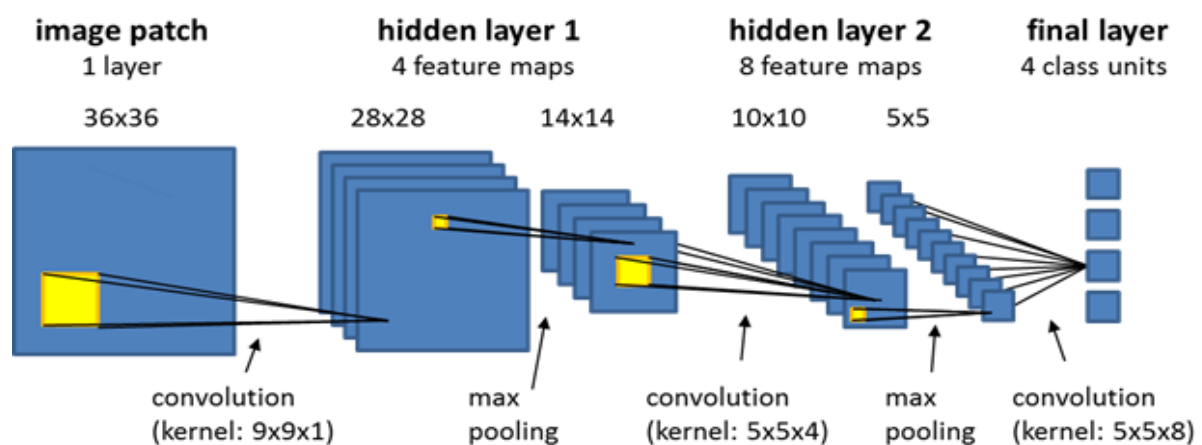 image patch
1 layer
hidden layer 1
4 feature maps
hidden layer 2
8 feature maps
final layer
4 class units
36x36
28x28
14x14
10x10
5x5
convolution
(kernel: 9x9x1)
max
pooling
convolution
(kernel: 5x5x4)
max
pooling
convolution
(kernel: 5x5x8)